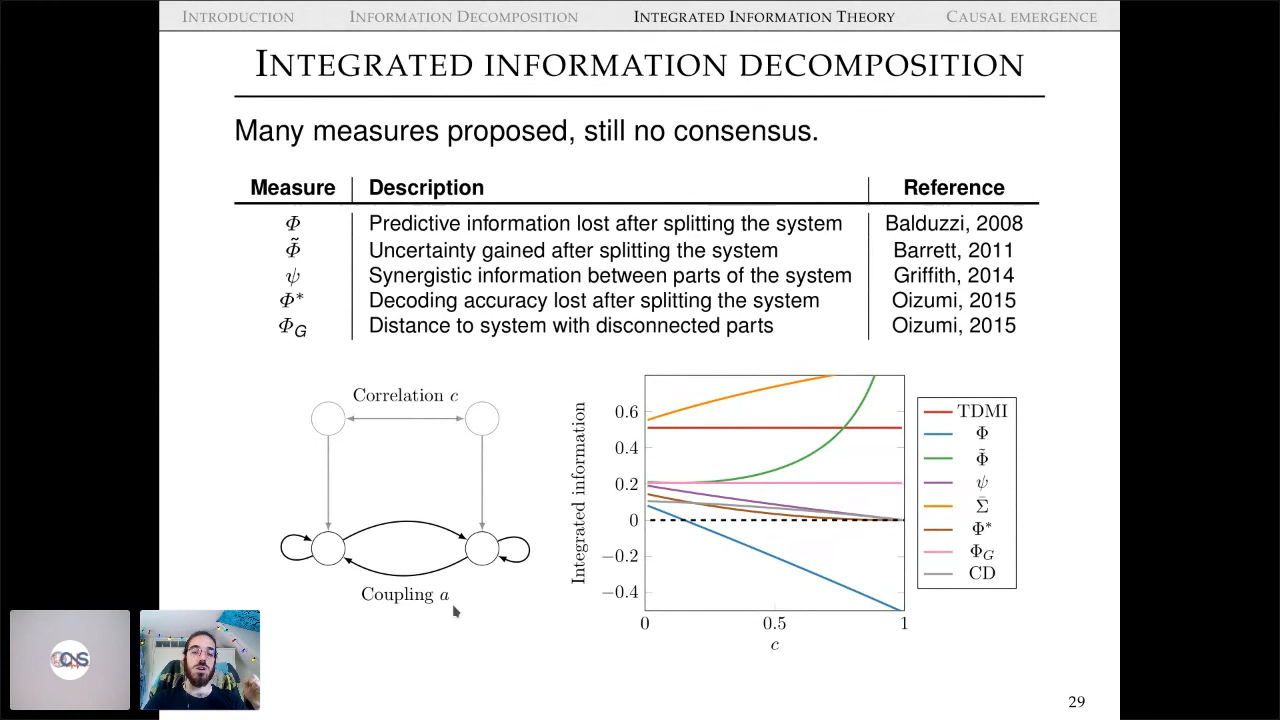 INTRODUCTION INFORMATION DECOMPOSITION INTEGRATED INFORMATION THEORY CAUSAL EMERGENCE
INTEGRATED INFORMATION DECOMPOSITION
Many measures proposed, still no consensus.
Measure Description Reference
Φ Predictive information lost after splitting the system Balduzzi, 2008
Φ̃ Uncertainty gained after splitting the system Barrett, 2011
ψ Synergistic information between parts of the system Griffith, 2014
Φ* Decoding accuracy lost after splitting the system Oizumi, 2015
Φ_G Distance to system with disconnected parts Oizumi, 2015
Correlation c
Coupling a
Integrated information
0.6
0.4
0.2
0
−0.2
−0.4
0 0.5 1
c
TDMI
Φ
Φ̃
ψ
Σ̄
Φ*
Φ_G
CD
29